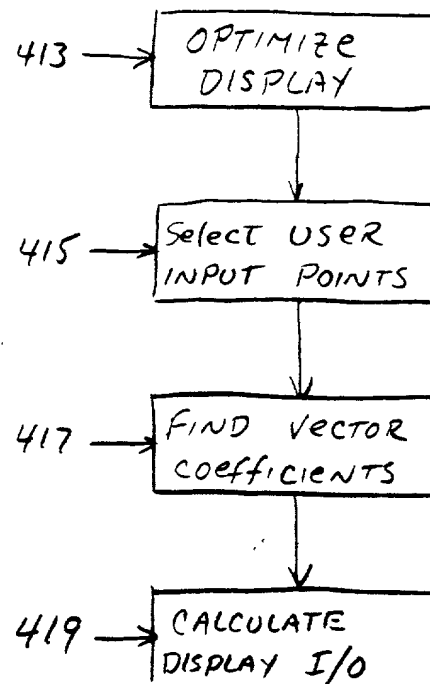 413
OPTIMIZE
DISPLAY
415
Select USER
INPUT POINTS
417
FIND VECTOR
COEFFICIENTS
419
CALCULATE
DISPLAY I/O